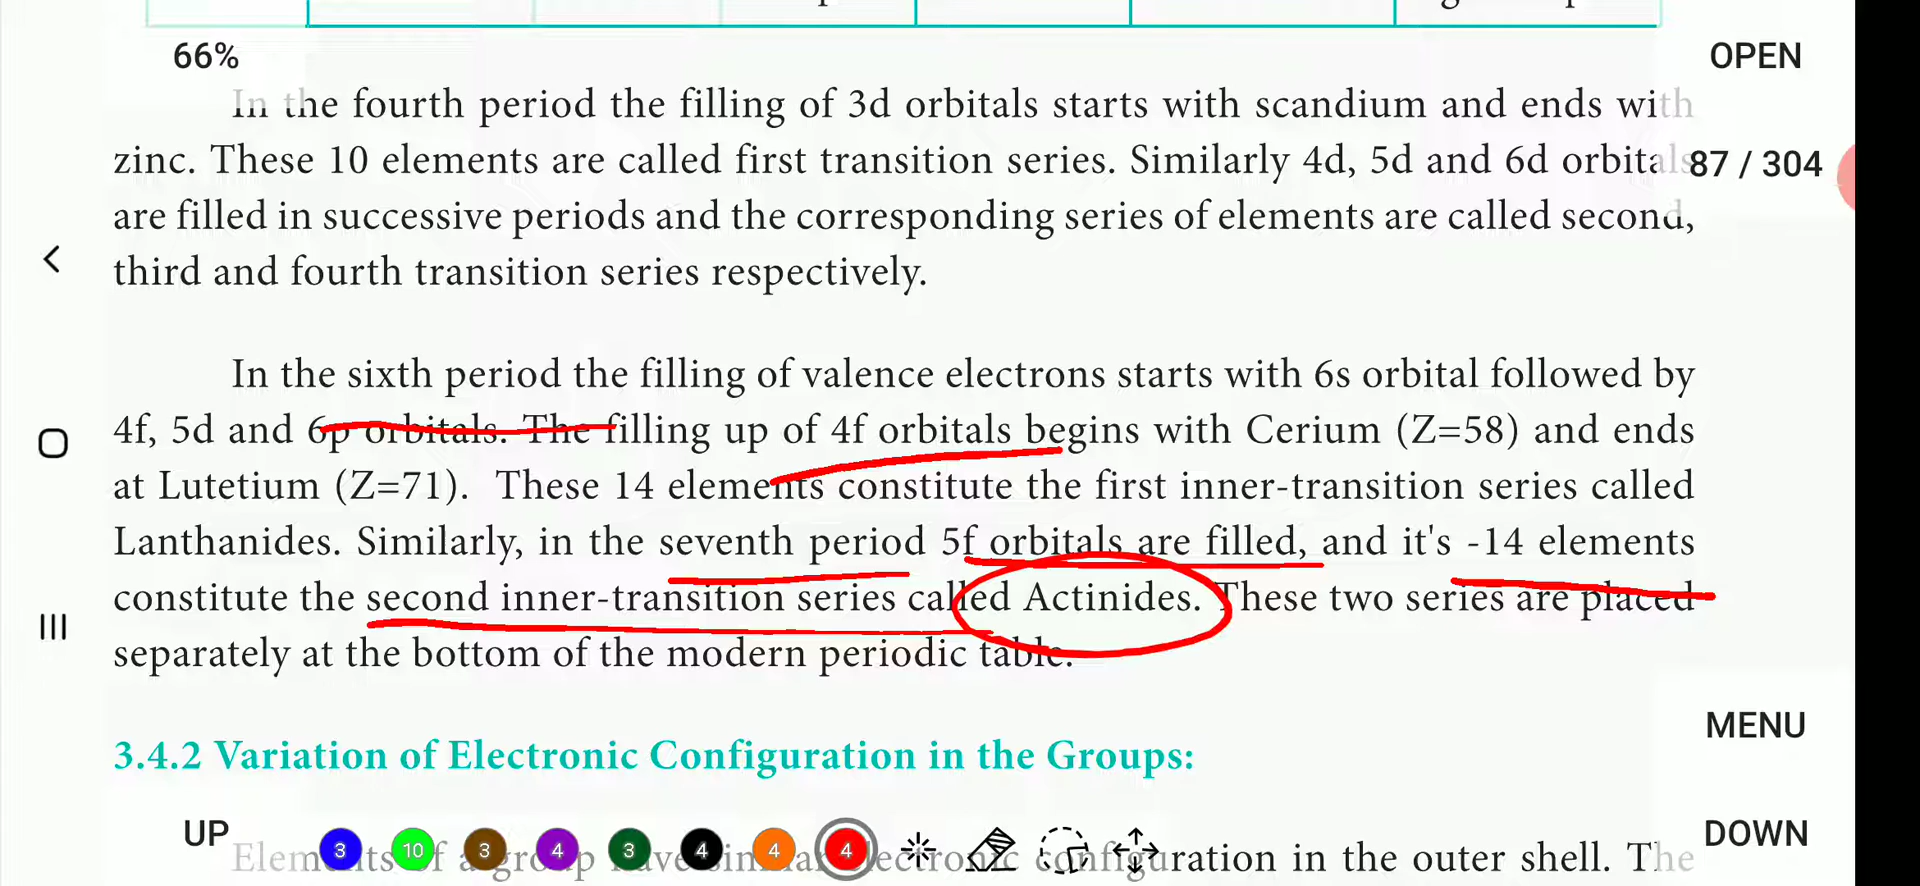 66%
OPEN
In the fourth period the filling of 3d orbitals starts with scandium and ends with
zinc. These 10 elements are called first transition series. Similarly 4d, 5d and 6d orbitals
87 / 304
are filled in successive periods and the corresponding series of elements are called second,
third and fourth transition series respectively.
In the sixth period the filling of valence electrons starts with 6s orbital followed by
4f, 5d and 6p orbitals. The filling up of 4f orbitals begins with Cerium (Z=58) and ends
at Lutetium (Z=71). These 14 elements constitute the first inner-transition series called
Lanthanides. Similarly, in the seventh period 5f orbitals are filled, and it's -14 elements
constitute the second inner-transition series called Actinides. These two series are placed
separately at the bottom of the modern periodic table.
MENU
3.4.2 Variation of Electronic Configuration in the Groups:
UP
3 10 3 4 3 4 4 4
DOWN
Elements of a group have similar electronic configuration in the outer shell. The